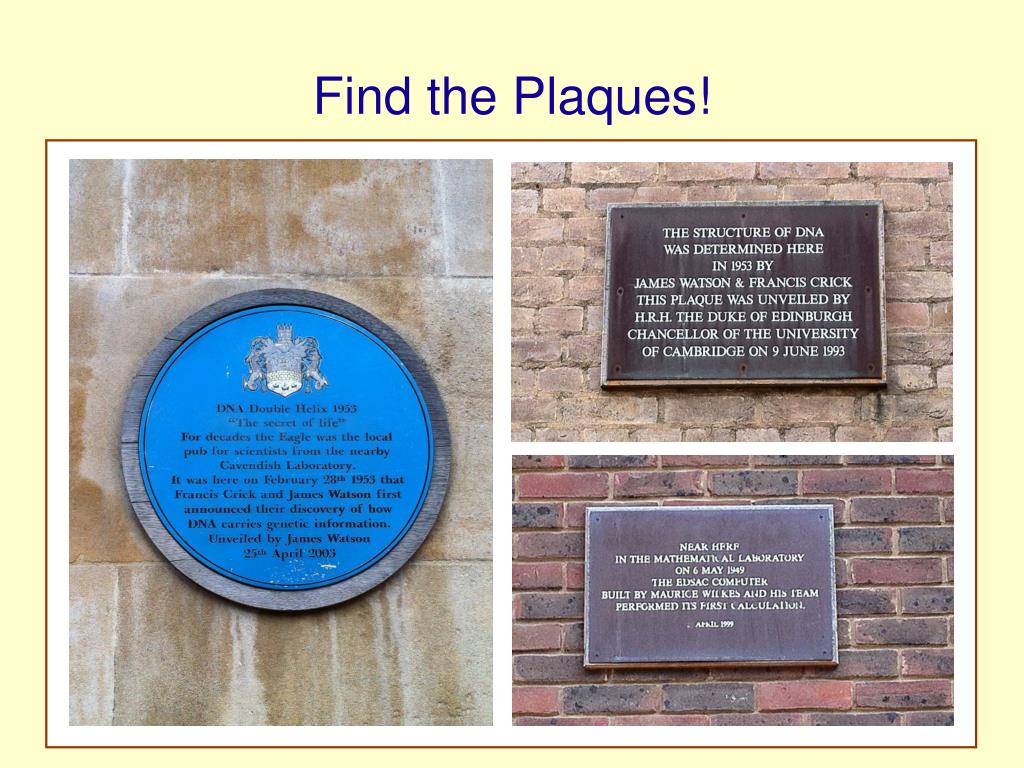 Find the Plaques!
DNA Double Helix 1953
"The secret of life"
For decades the Eagle was the local
pub for scientists from the nearby
Cavendish Laboratory.
It was here on February 28th 1953 that
Francis Crick and James Watson first
announced their discovery of how
DNA carries genetic information.
Unveiled by James Watson
25th April 2003
THE STRUCTURE OF DNA
WAS DETERMINED HERE
IN 1953 BY
JAMES WATSON & FRANCIS CRICK
THIS PLAQUE WAS UNVEILED BY
H.R.H. THE DUKE OF EDINBURGH
CHANCELLOR OF THE UNIVERSITY
OF CAMBRIDGE ON 9 JUNE 1993
NEAR HERE
IN THE MATHEMATICAL LABORATORY
ON 6 MAY 1949
THE EDSAC COMPUTER
BUILT BY MAURICE WILKES AND HIS TEAM
PERFORMED ITS FIRST CALCULATION.
APRIL 1999